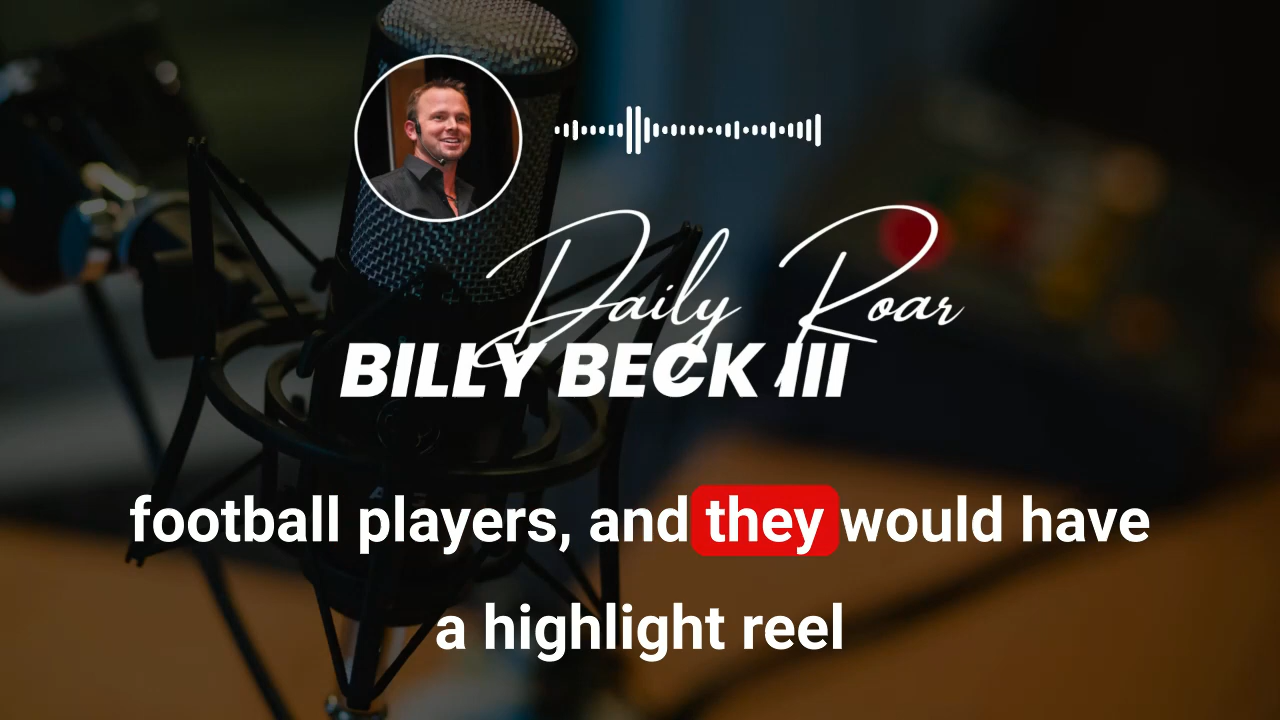 Daily Roar
BILLY BECK III
football players, and they would have
a highlight reel